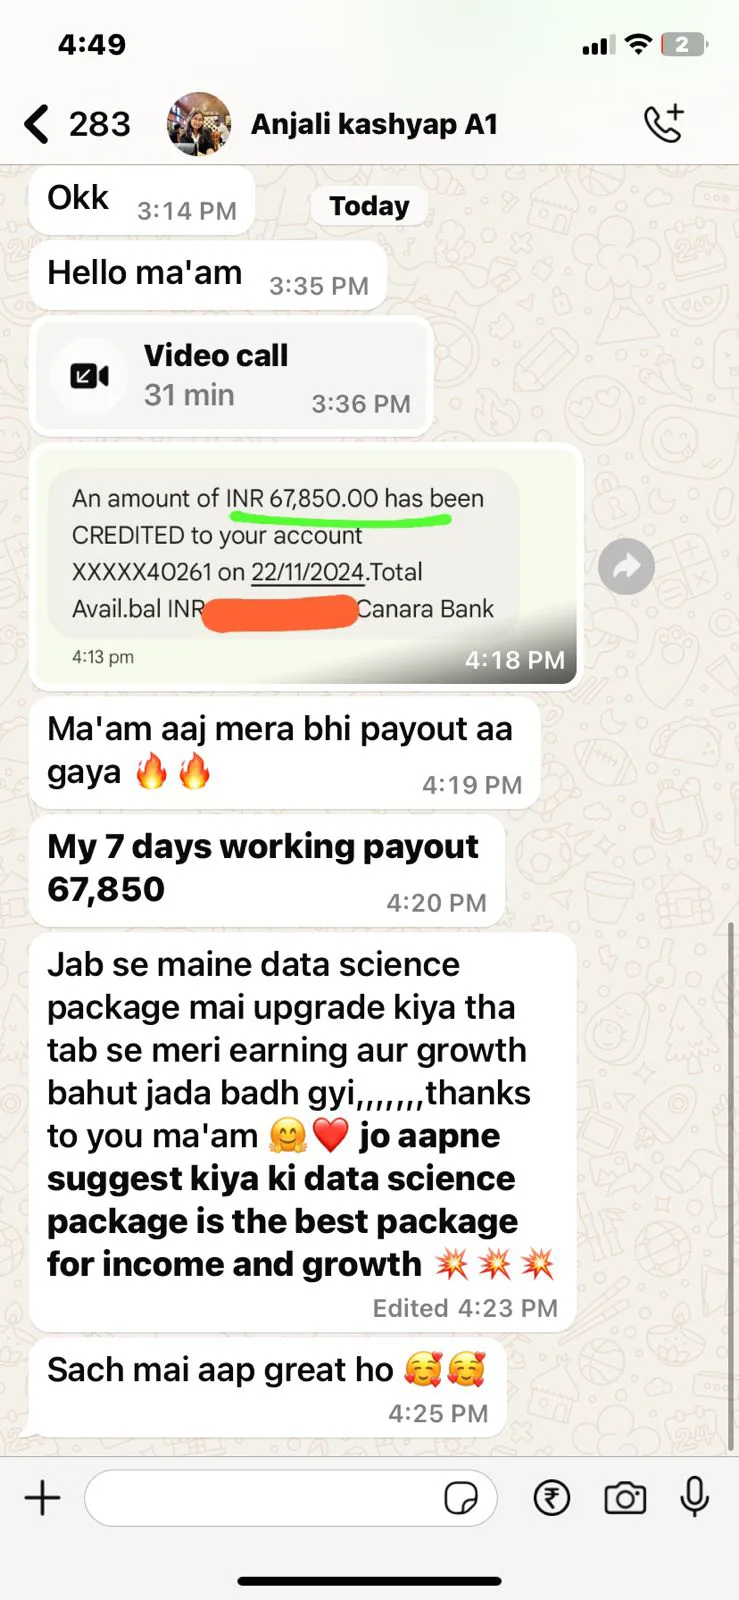 4:49
2
283
Anjali kashyap A1
Okk 3:14 PM
Today
Hello ma'am 3:35 PM
Video call
31 min 3:36 PM
An amount of INR 67,850.00 has been
CREDITED to your account
XXXXX40261 on 22/11/2024.Total
Avail.bal INR Canara Bank
4:13 pm
4:18 PM
Ma'am aaj mera bhi payout aa
gaya 🔥 🔥 4:19 PM
My 7 days working payout
67,850 4:20 PM
Jab se maine data science
package mai upgrade kiya tha
tab se meri earning aur growth
bahut jada badh gyi,,,,,,,thanks
to you ma'am 🤗❤️ jo aapne
suggest kiya ki data science
package is the best package
for income and growth 💥 💥 💥
Edited 4:23 PM
Sach mai aap great ho 🥰🥰
4:25 PM